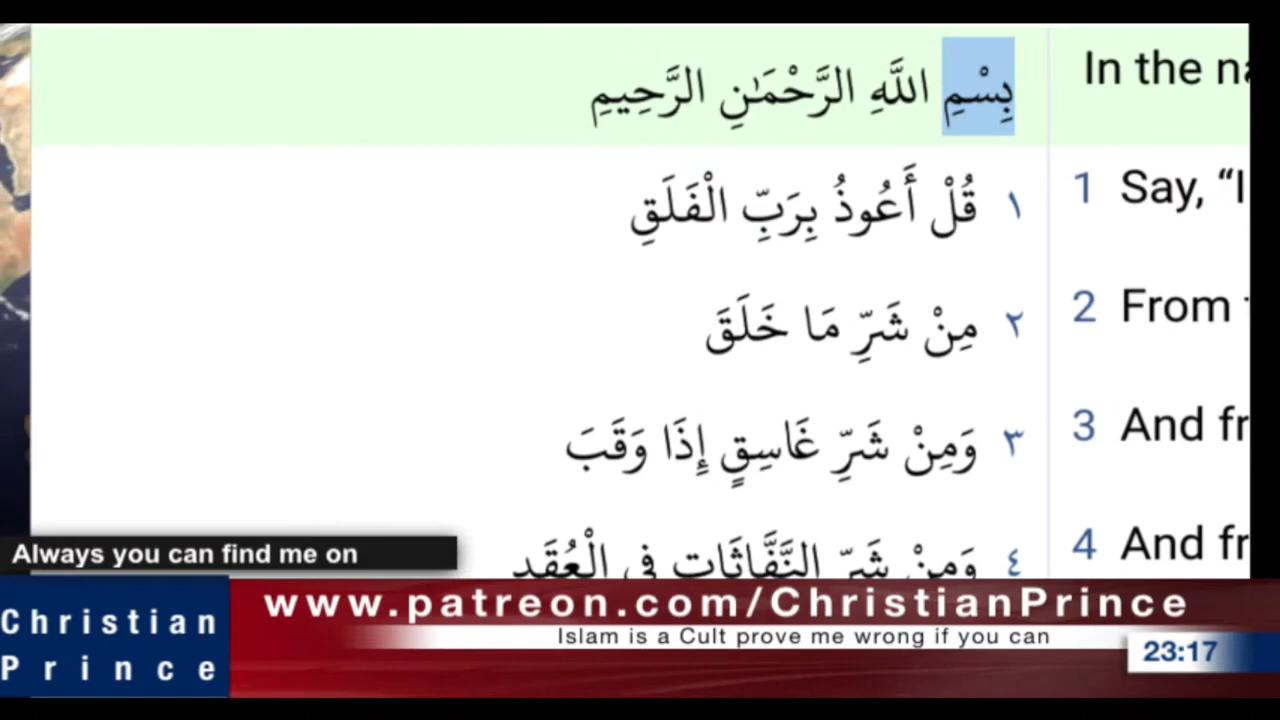 بِسْمِ اللَّهِ الرَّحْمَٰنِ الرَّحِيمِ
In the na
١ قُلْ أَعُوذُ بِرَبِّ الْفَلَقِ
1 Say, “I
٢ مِنْ شَرِّ مَا خَلَقَ
2 From
٣ وَمِنْ شَرِّ غَاسِقٍ إِذَا وَقَبَ
3 And fr
٤ وَمِنْ شَرِّ النَّفَّاثَاتِ فِي الْعُقَدِ
4 And fr
Always you can find me on
www.patreon.com/ChristianPrince
Christian
Prince
Islam is a Cult prove me wrong if you can
23:17